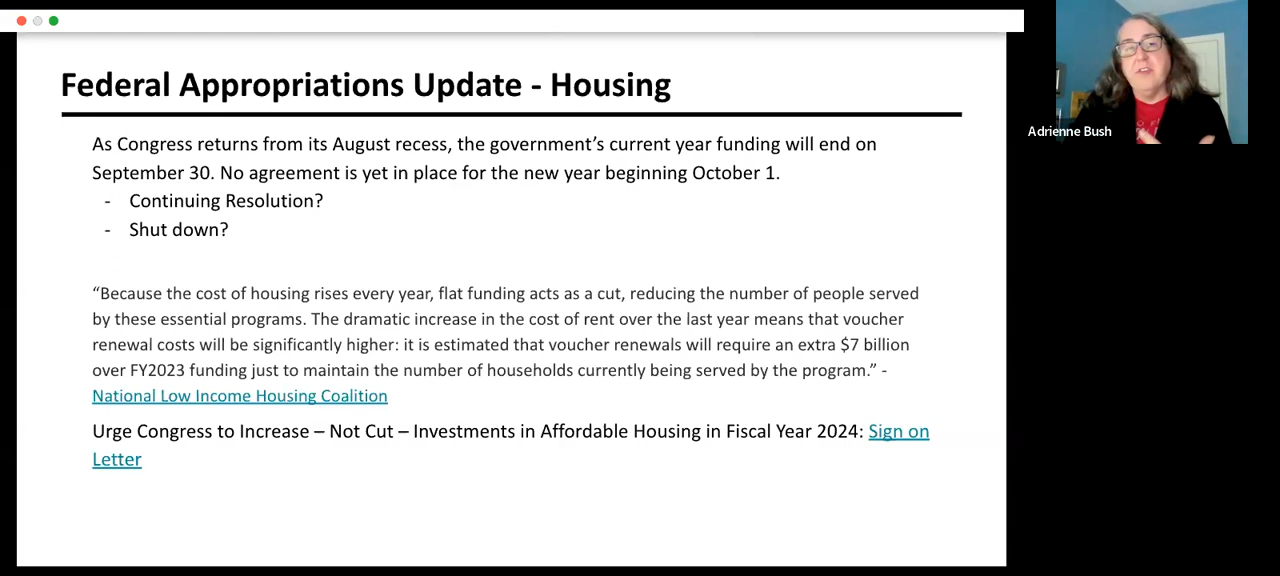 Federal Appropriations Update - Housing
Adrienne Bush
As Congress returns from its August recess, the government’s current year funding will end on
September 30. No agreement is yet in place for the new year beginning October 1.
- Continuing Resolution?
- Shut down?
“Because the cost of housing rises every year, flat funding acts as a cut, reducing the number of people served
by these essential programs. The dramatic increase in the cost of rent over the last year means that voucher
renewal costs will be significantly higher: it is estimated that voucher renewals will require an extra $7 billion
over FY2023 funding just to maintain the number of households currently being served by the program.” -
National Low Income Housing Coalition
Urge Congress to Increase – Not Cut – Investments in Affordable Housing in Fiscal Year 2024: Sign on
Letter